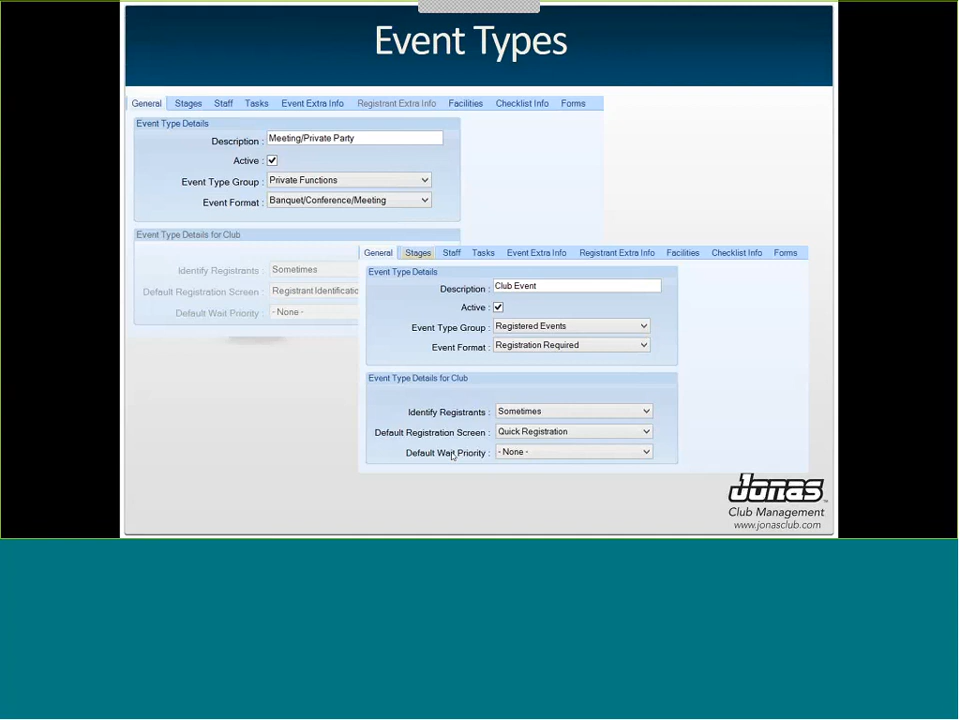 Event Types
General Stages Staff Tasks Event Extra Info Registrant Extra Info Facilities Checklist Info Forms
Event Type Details
Description : Meeting/Private Party
Active :
Event Type Group : Private Functions
Event Format : Banquet/Conference/Meeting
Event Type Details for Club
Identify Registrants : Sometimes
Default Registration Screen : Registrant Identificatio
Default Wait Priority : - None -
General Stages Staff Tasks Event Extra Info Registrant Extra Info Facilities Checklist Info Forms
Event Type Details
Description : Club Event
Active :
Event Type Group : Registered Events
Event Format : Registration Required
Event Type Details for Club
Identify Registrants : Sometimes
Default Registration Screen : Quick Registration
Default Wait Priority : - None -
Jonas
Club Management
www.jonasclub.com